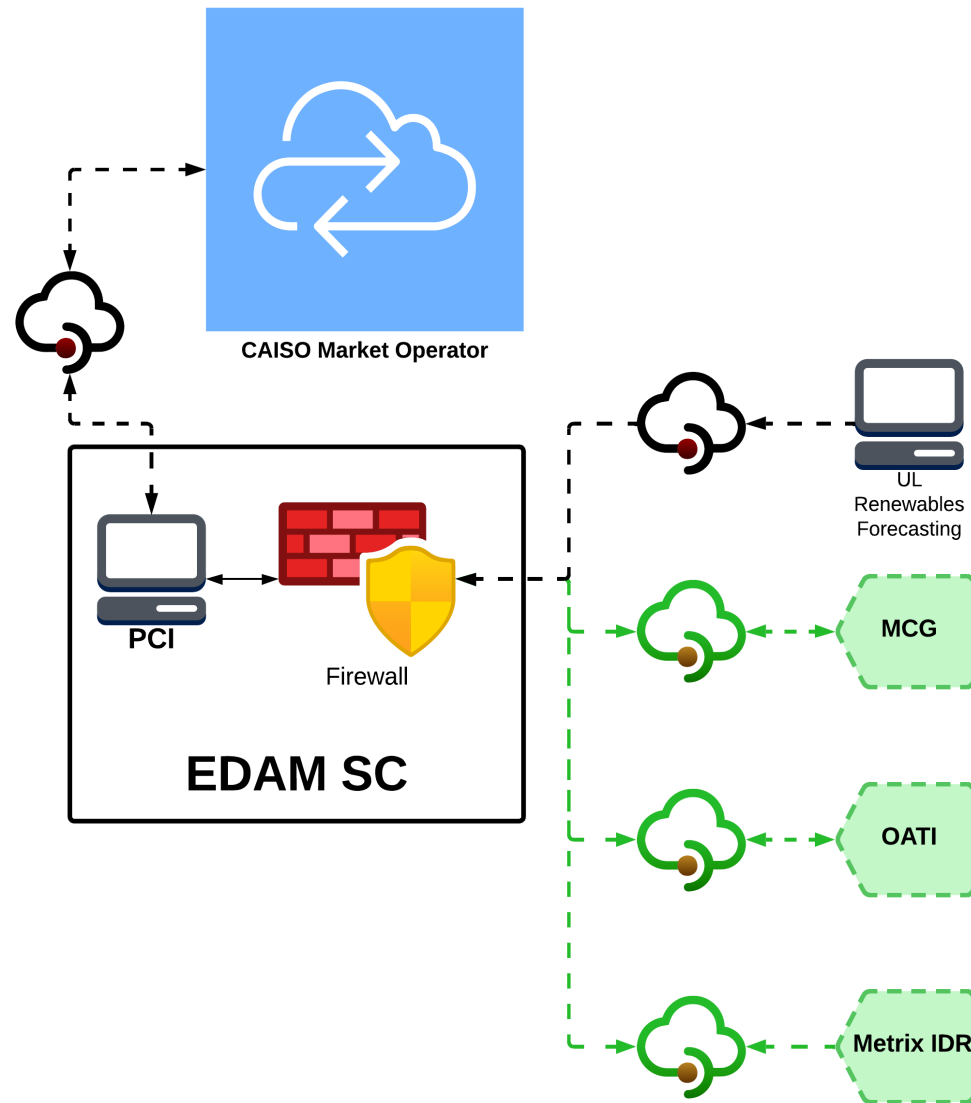 CAISO Market Operator
UL
Renewables
Forecasting
PCI
Firewall
MCG
EDAM SC
OATI
Metrix IDR